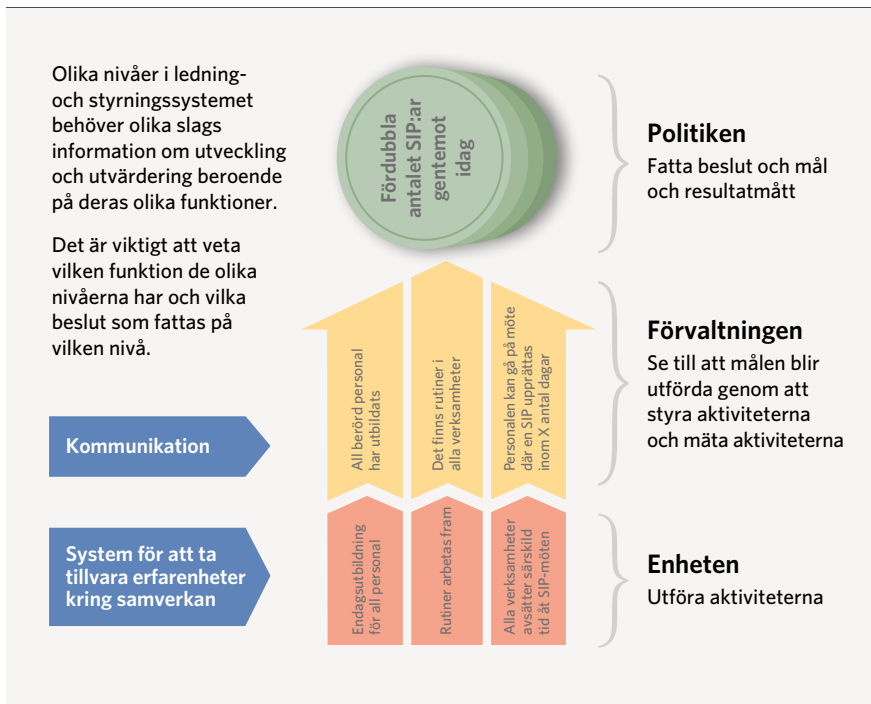 Olika nivåer i lednings-
och styrningssystemet
behöver olika slags
information om utveckling
och utvärdering beroende
på deras olika funktioner.
Det är viktigt att veta
vilken funktion de olika
nivåerna har och vilka
beslut som fattas på
vilken nivå.
Kommunikation
System för att ta
tillvara erfarenheter
kring samverkan
Fördubbla
antalet SIP:ar
gentemot
idag
All berörd personal
har utbildats
Det finns rutiner i
alla verksamheter
Personalen kan gå på möte
där en SIP upprättas
inom X antal dagar
Endagsutbildning
för all personal
Rutiner arbetas fram
Alla verksamheter
avsätter särskild
tid åt SIP-möten
Politiken
Fatta beslut och mål
och resultatmått
Förvaltningen
Se till att målen blir
utförda genom att
styra aktiviteterna
och mäta aktiviteterna
Enheten
Utföra aktiviteterna